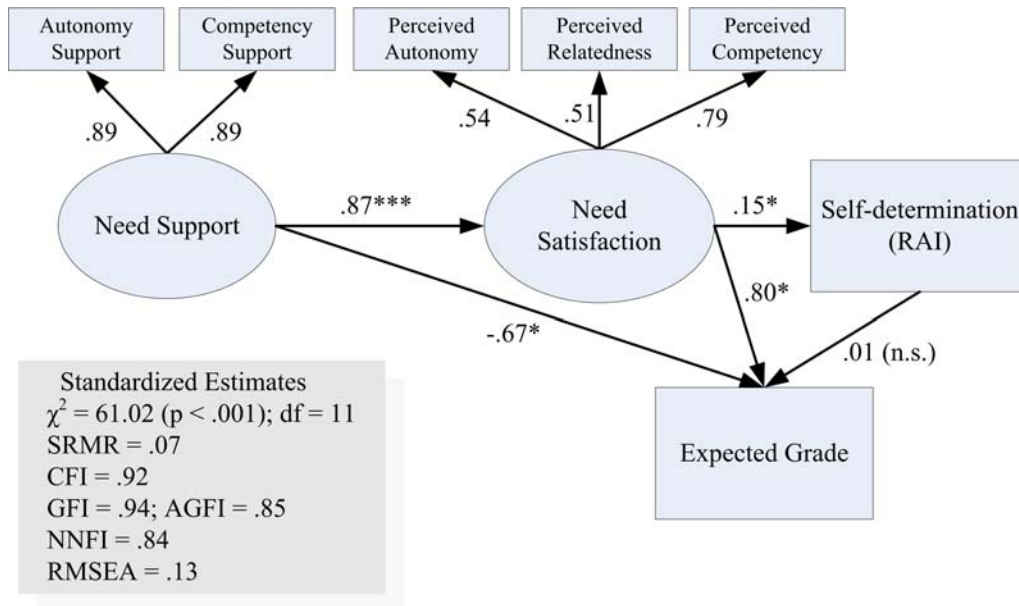 Autonomy
Support
Competency
Support
Perceived
Autonomy
Perceived
Relatedness
Perceived
Competency
.89
.89
.54
.51
.79
Need Support
.87***
Need
Satisfaction
.15*
Self-determination
(RAI)
-.67*
.80*
.01 (n.s.)
Expected Grade
Standardized Estimates
χ² = 61.02 (p < .001); df = 11
SRMR = .07
CFI = .92
GFI = .94; AGFI = .85
NNFI = .84
RMSEA = .13